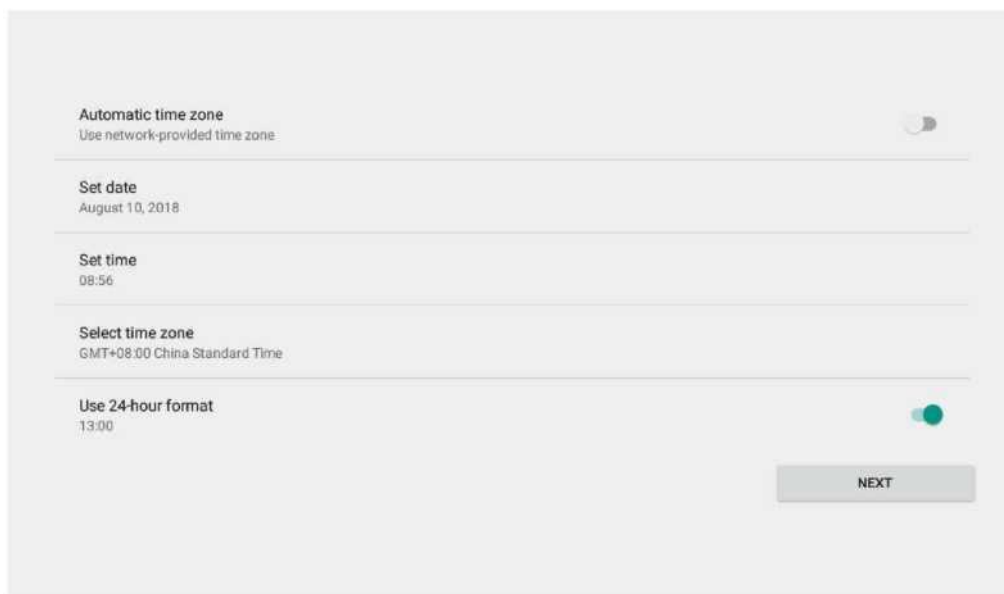 Automatic time zone
Use network-provided time zone
Set date
August 10, 2018
Set time
08:56
Select time zone
GMT+08:00 China Standard Time
Use 24-hour format
13:00
NEXT